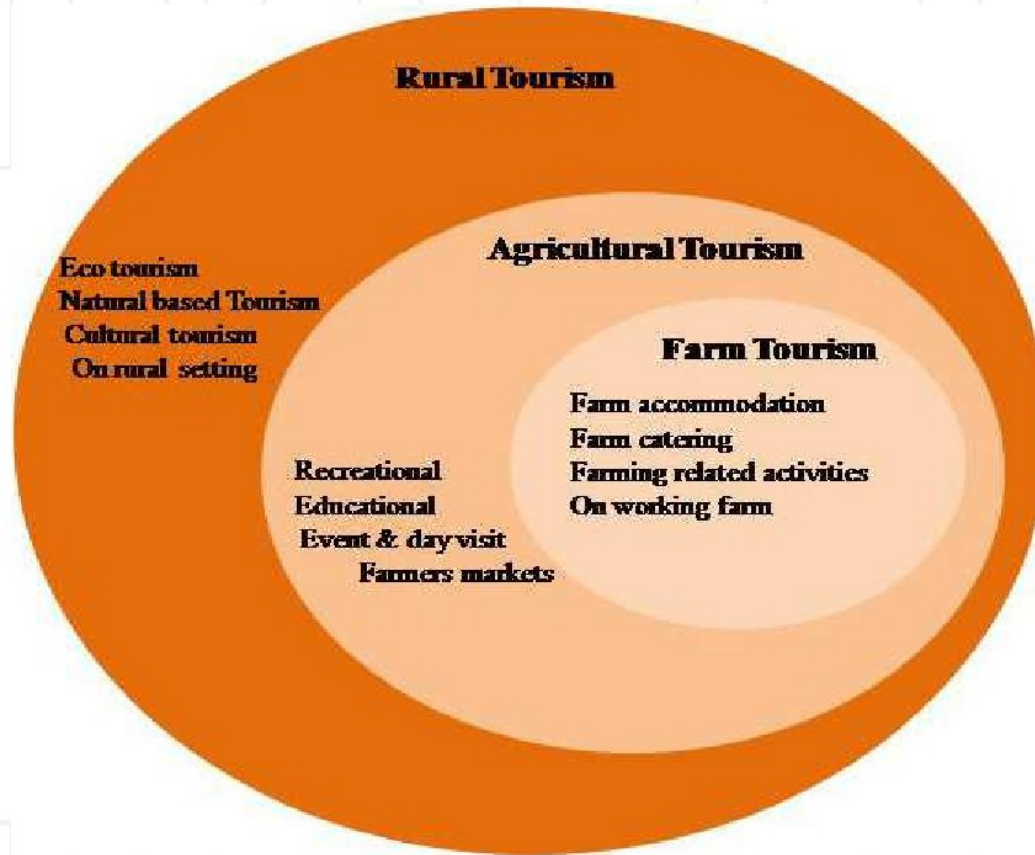 Rural Tourism
Eco tourism
Natural based Tourism
Cultural tourism
On rural setting
Agricultural Tourism
Recreational
Educational
Event & day visit
Farmers markets
Farm Tourism
Farm accommodation
Farm catering
Farming related activities
On working farm